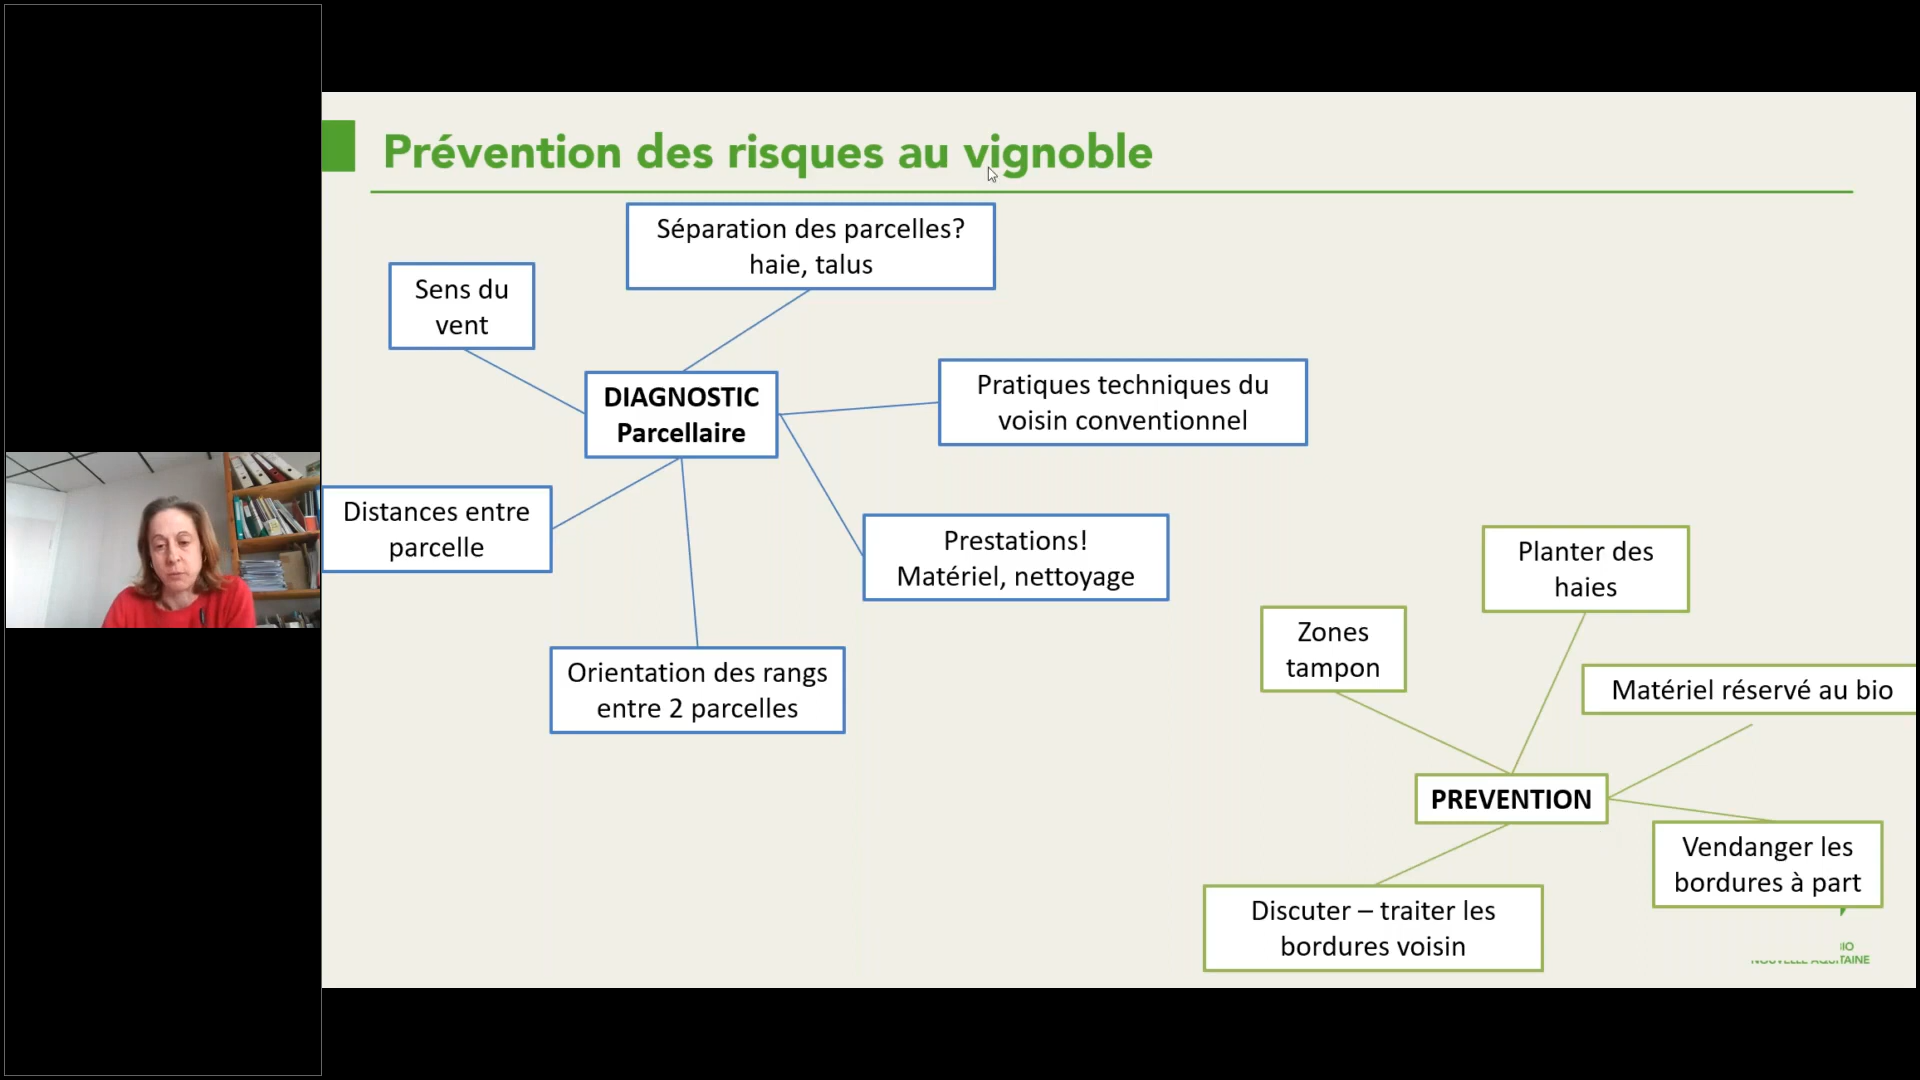 Prévention des risques au vignoble
Séparation des parcelles?
haie, talus
Sens du
vent
DIAGNOSTIC
Parcellaire
Pratiques techniques du
voisin conventionnel
Distances entre
parcelle
Prestations!
Matériel, nettoyage
Orientation des rangs
entre 2 parcelles
Planter des
haies
Zones
tampon
Matériel réservé au bio
PREVENTION
Vendanger les
bordures à part
Discuter – traiter les
bordures voisin